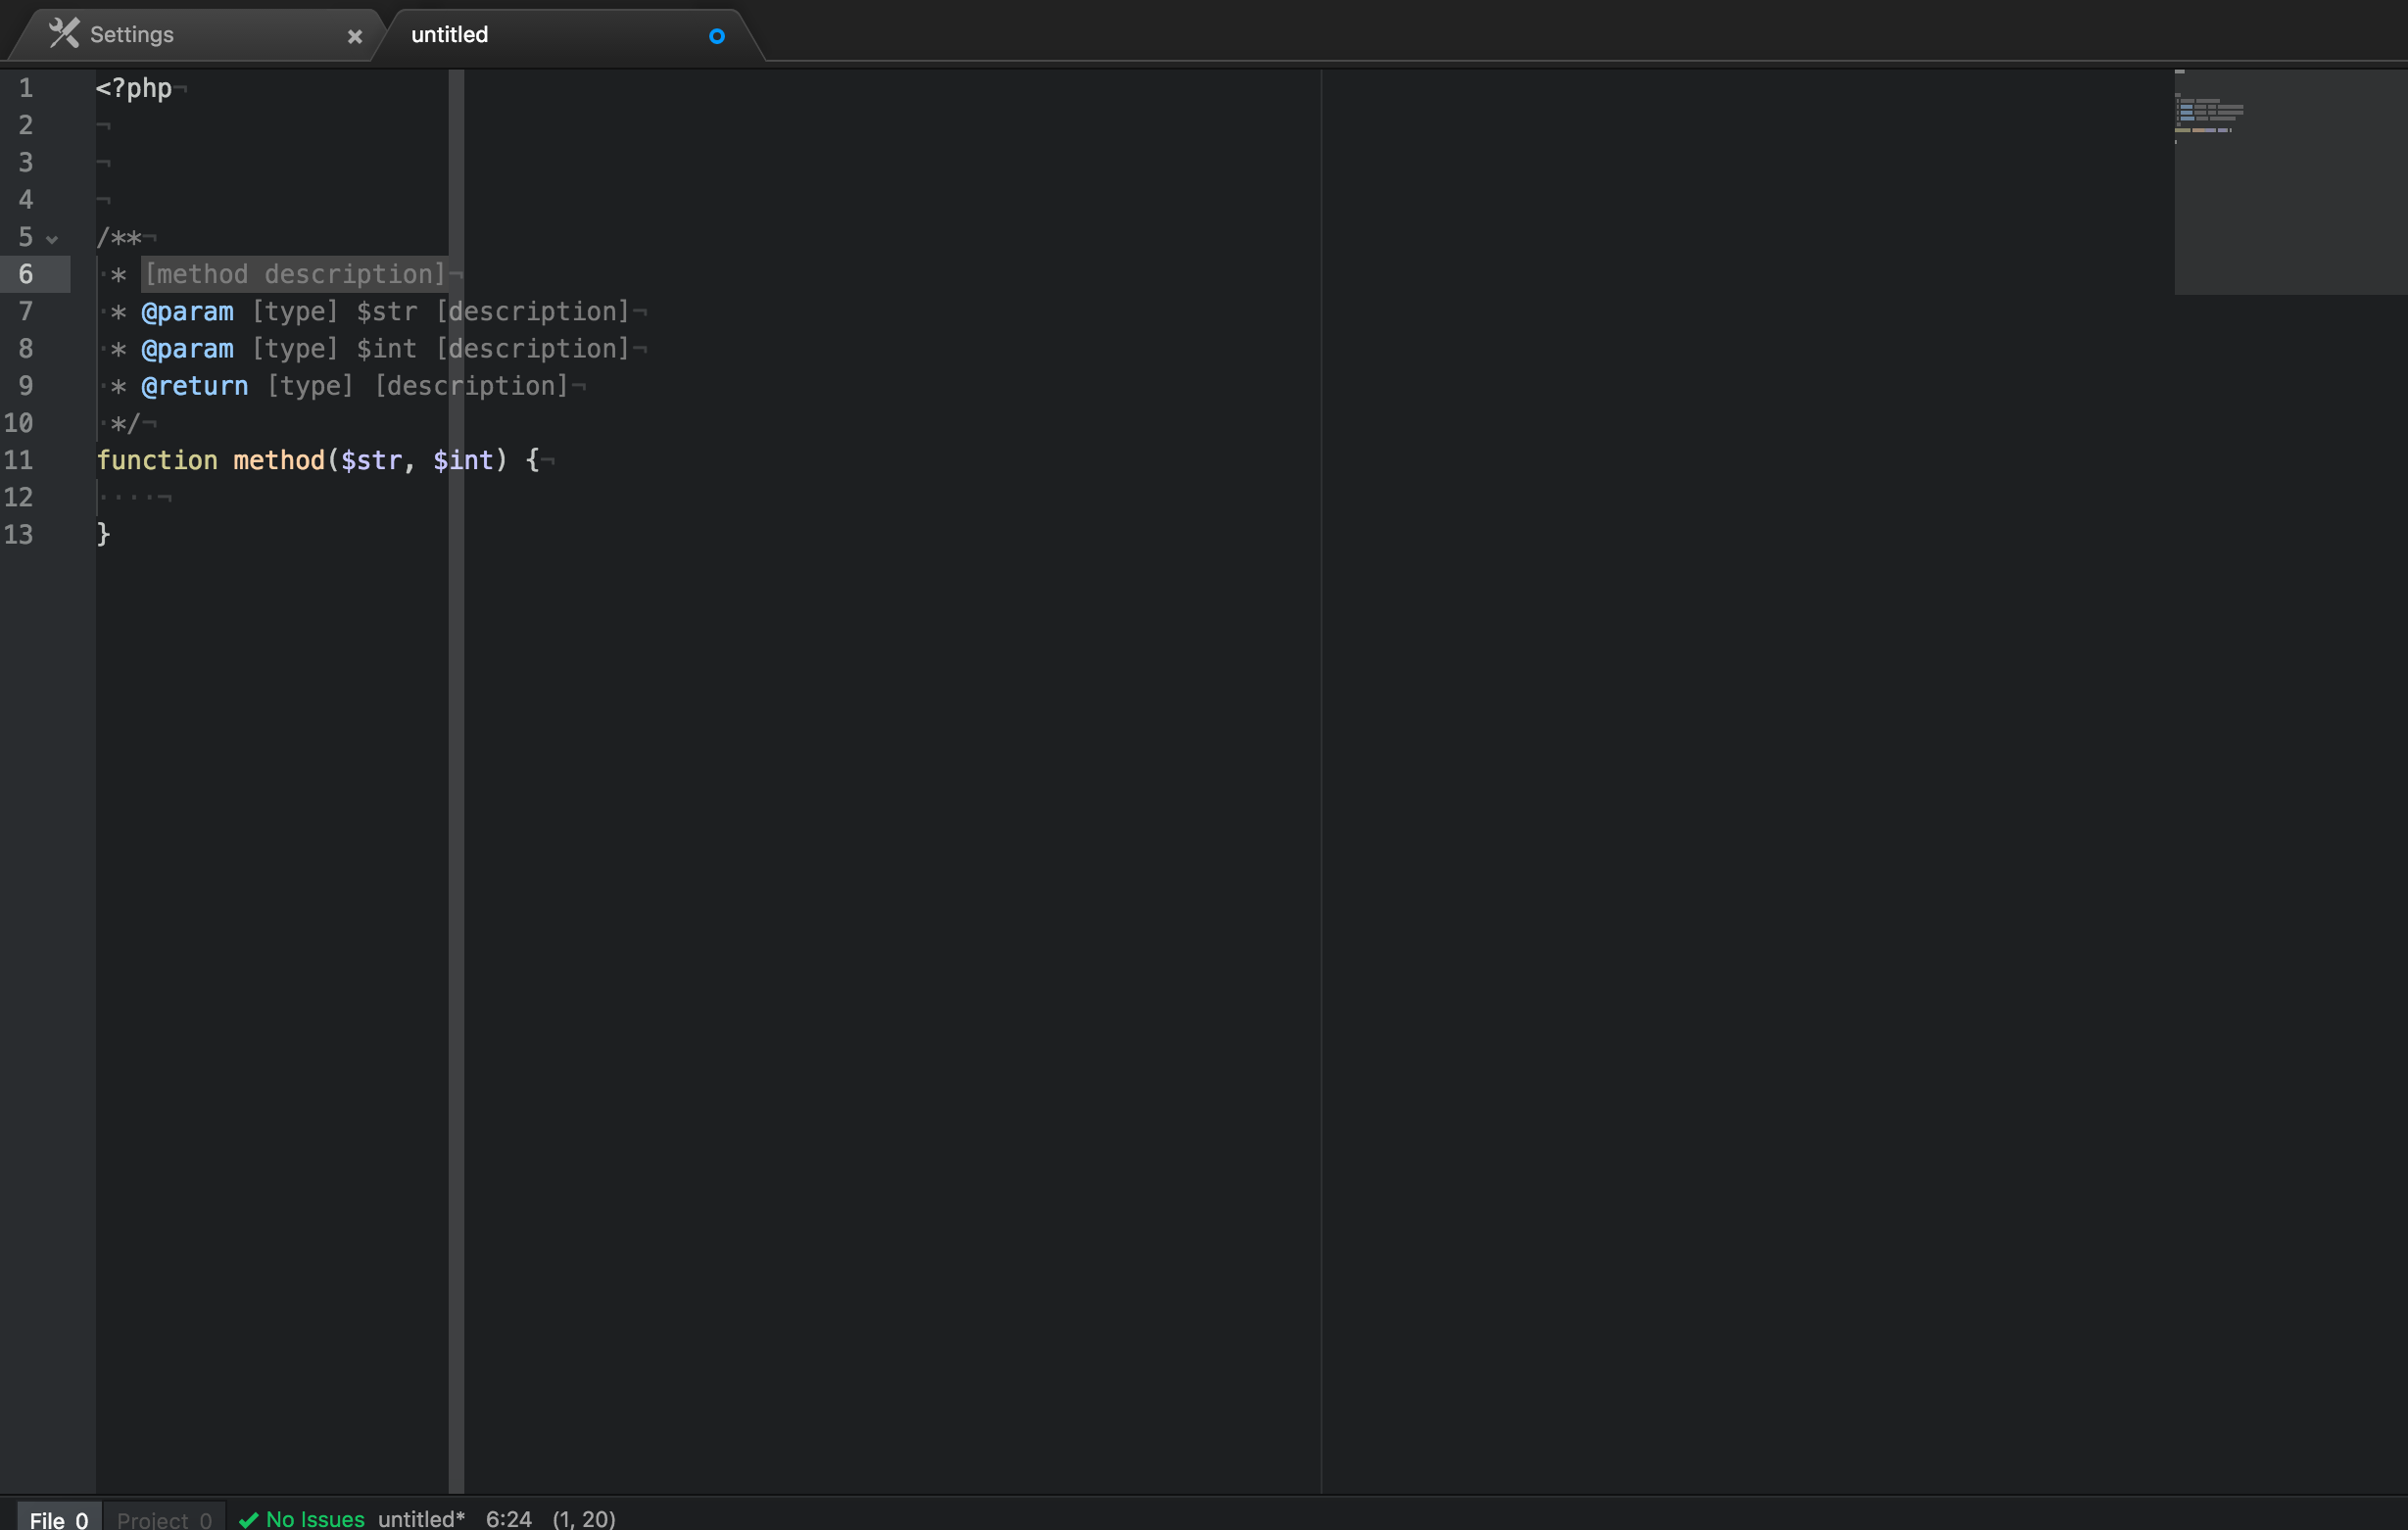 Settings
untitled
1 <?php¬
2 ¬
3 ¬
4 ¬
5 /**¬
6 ·* [method description]¬
7 ·* @param [type] $str [description]¬
8 ·* @param [type] $int [description]¬
9 ·* @return [type] [description]¬
10 ·*/¬
11 function method($str, $int) {¬
12 ····¬
13 }
File 0 Project 0 No Issues untitled* 6:24 (1, 20)